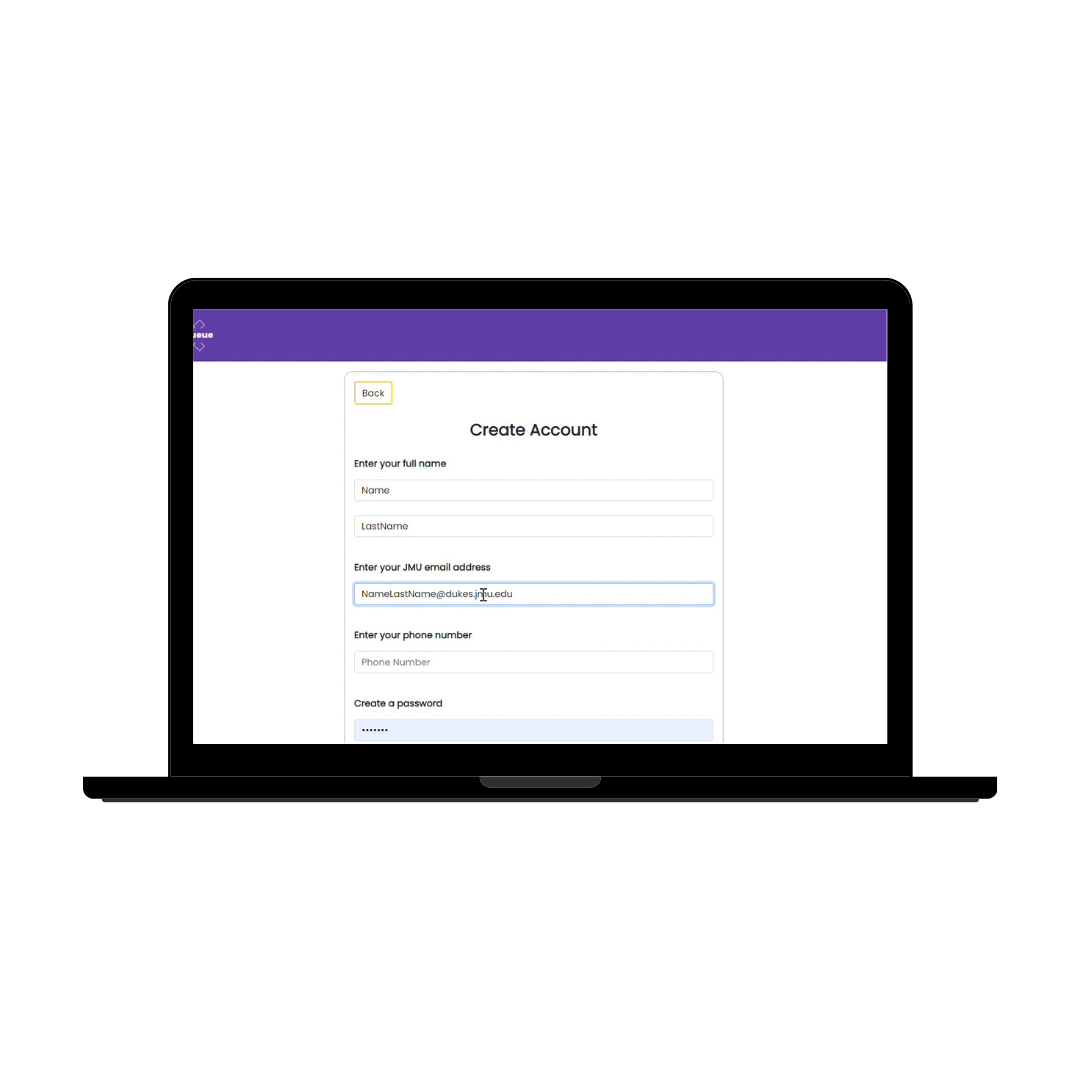 Back
Create Account
Enter your full name
Name
LastName
Enter your JMU email address
NameLastName@dukes.jmu.edu
Enter your phone number
Phone Number
Create a password
•••••••